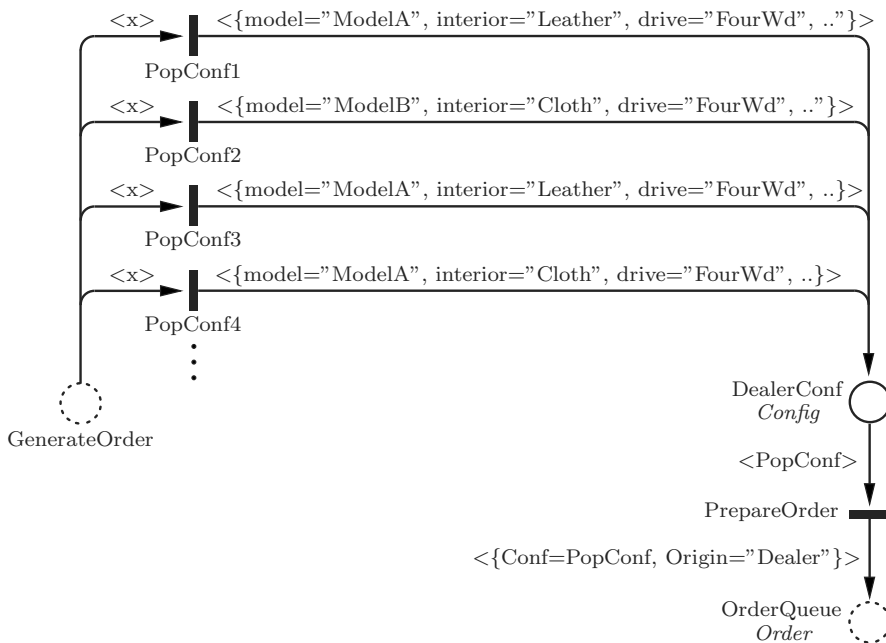 <x> <{model="ModelA", interior="Leather", drive="FourWd", .."}>
PopConf1
<x> <{model="ModelB", interior="Cloth", drive="FourWd", .."}>
PopConf2
<x> <{model="ModelA", interior="Leather", drive="FourWd", ..}>
PopConf3
<x> <{model="ModelA", interior="Cloth", drive="FourWd", ..}>
PopConf4
DealerConf
Config
GenerateOrder
<PopConf>
PrepareOrder
<{Conf=PopConf, Origin="Dealer"}>
OrderQueue
Order